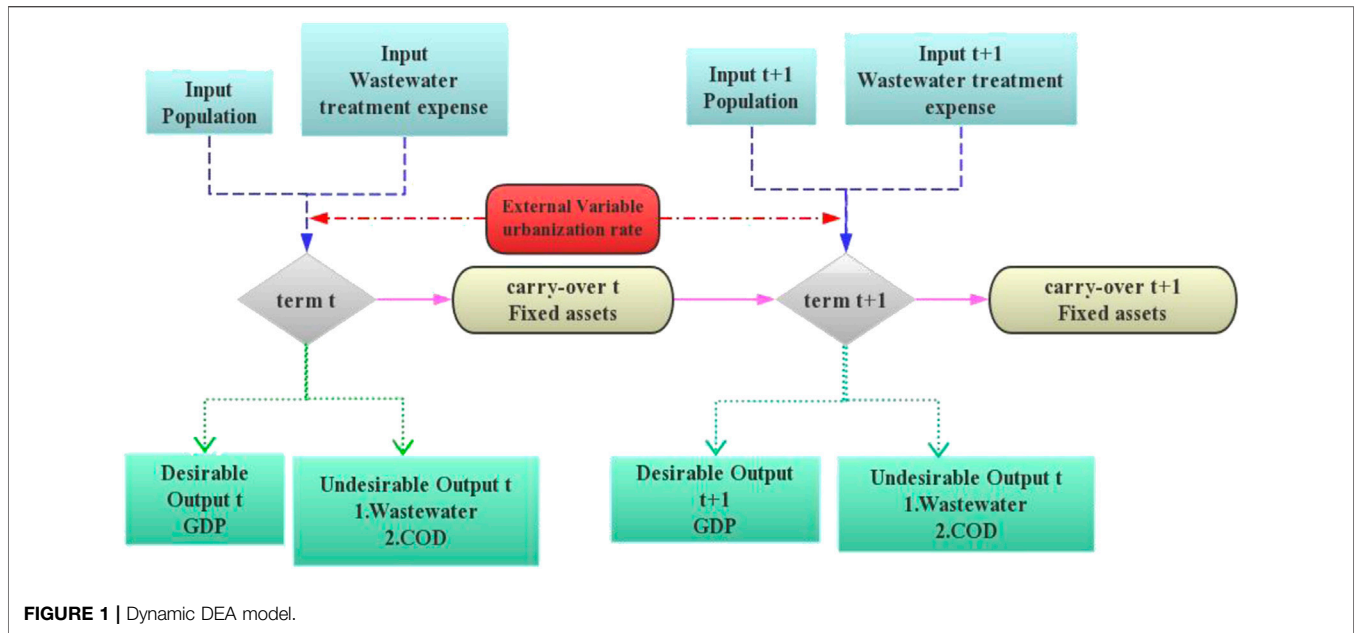 Input
Population
Input
Wastewater
treatment expense
Input t+1
Population
Input t+1
Wastewater treatment
expense
External Variable
urbanization rate
term t
carry-over t
Fixed assets
term t+1
carry-over t+1
Fixed assets
Desirable
Output t
GDP
Undesirable Output t
1.Wastewater
2.COD
Desirable Output
t+1
GDP
Undesirable Output t
1.Wastewater
2.COD
FIGURE 1 | Dynamic DEA model.